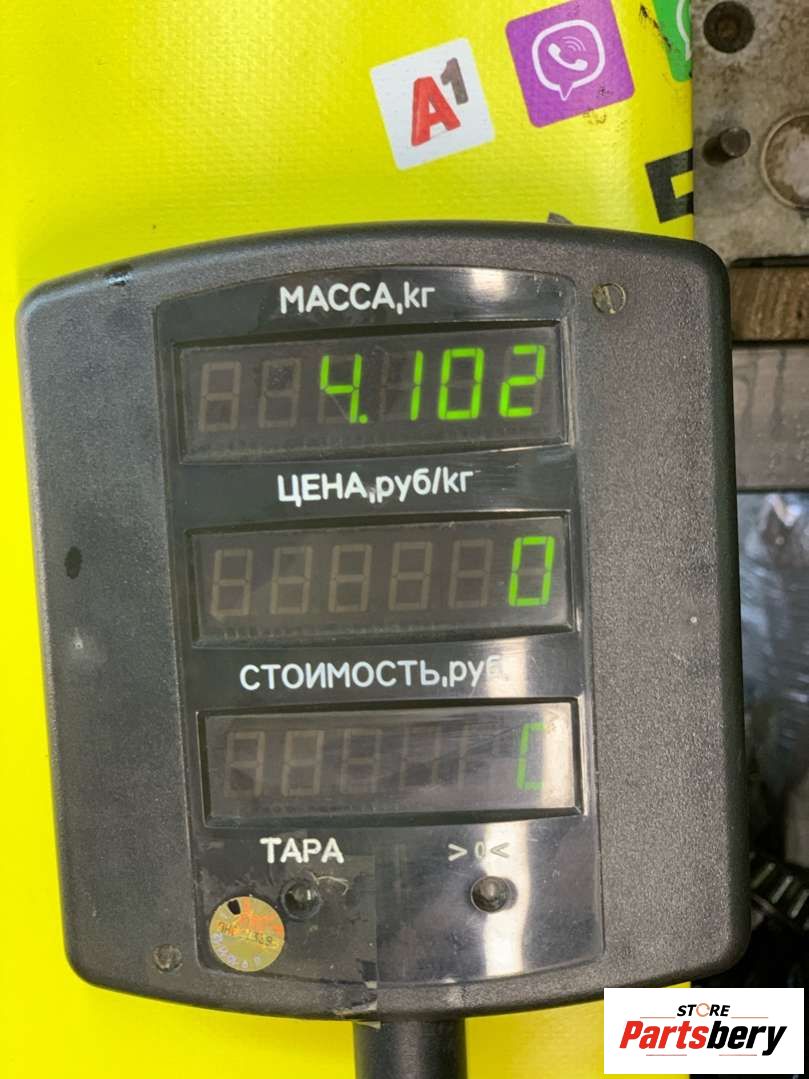 A1
МАССА,кг
4.102
ЦЕНА,руб/кг
0
СТОИМОСТЬ,руб.
ТАРА
>0<
STORE
Partsbery